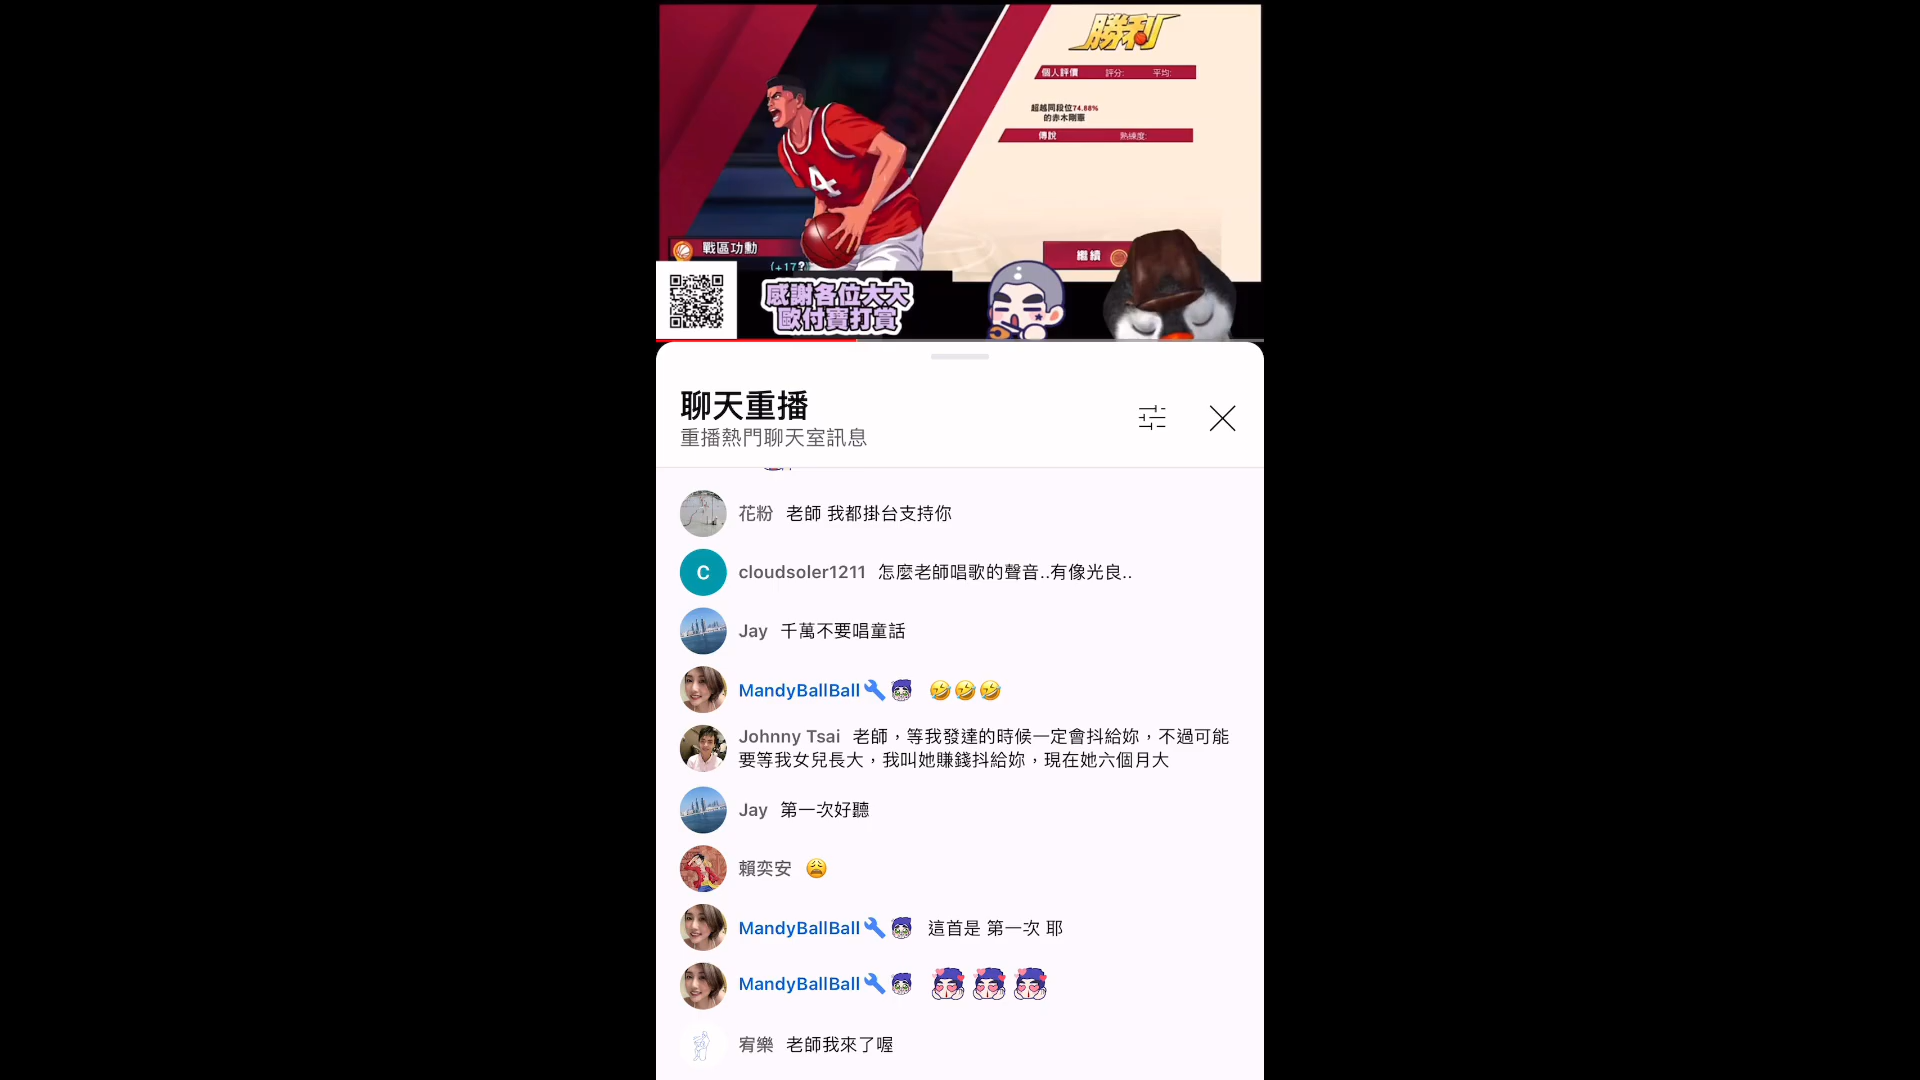 勝利
個人評價 評分: 平均:
超越同段位74.88%
的赤木剛憲
傳說 熟練度:
4
戰區功勳
繼續
感謝各位大大
歐付寶打賞
聊天重播
重播熱門聊天室訊息
花粉 老師 我都掛台支持你
C cloudsoler1211 怎麼老師唱歌的聲音..有像光良..
Jay 千萬不要唱童話
MandyBallBall 🤣🤣🤣
Johnny Tsai 老師，等我發達的時候一定會抖給妳，不過可能
要等我女兒長大，我叫她賺錢抖給妳，現在她六個月大
Jay 第一次好聽
賴奕安 😩
MandyBallBall 這首是 第一次 耶
MandyBallBall
宥樂 老師我來了喔